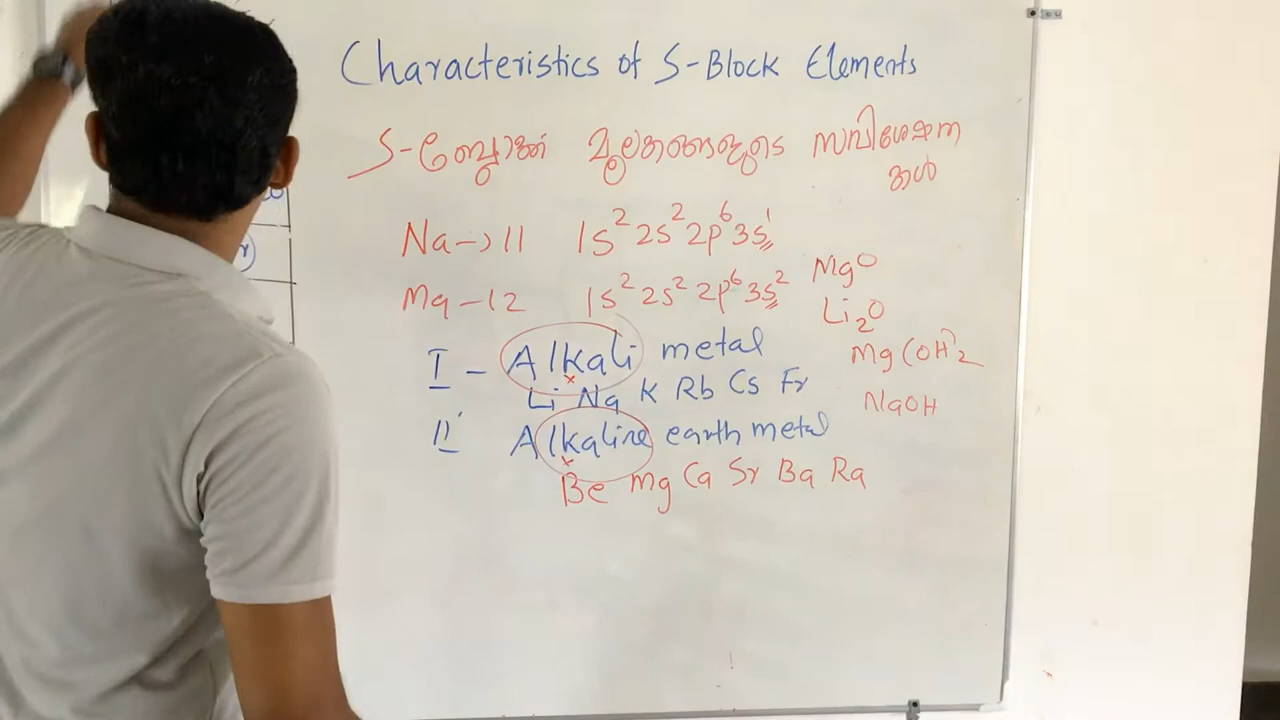 Characteristics of S-Block Elements
S-ബ്ലോക്ക് മൂലകങ്ങളുടെ സവിശേഷത
കൾ
Na→11 1s² 2s² 2p⁶ 3s¹
Mg-12 1s² 2s² 2p⁶ 3s²
MgO
Li₂O
I - Alkali metal
Mg(OH)₂
Li Na K Rb Cs Fr
NaOH
II Alkaline earth metal
Be Mg Ca Sr Ba Ra